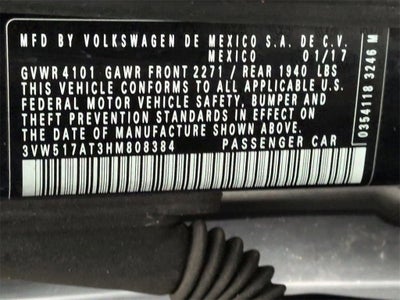 MFD BY VOLKSWAGEN DE MEXICO S.A. DE C.V.
MEXICO 01/17
GVWR 4101 GAWR FRONT 2271 / REAR 1940 LBS
THIS VEHICLE CONFORMS TO ALL APPLICABLE U.S.
FEDERAL MOTOR VEHICLE SAFETY, BUMPER AND
THEFT PREVENTION STANDARDS IN EFFECT ON
THE DATE OF MANUFACTURE SHOWN ABOVE
3VW517AT3HM808384 PASSENGER CAR
0354118 3246 M